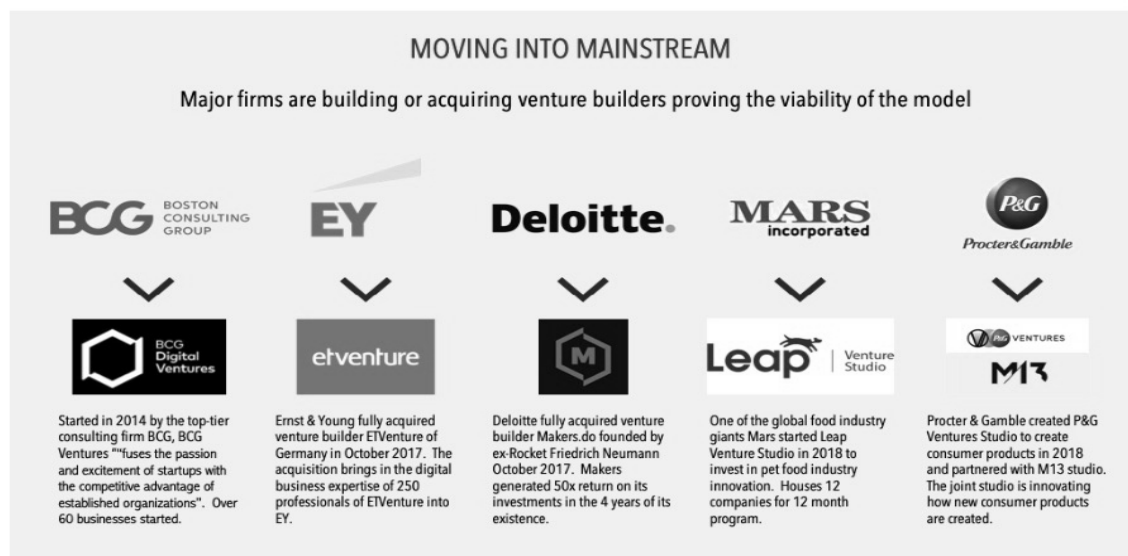 MOVING INTO MAINSTREAM
Major firms are building or acquiring venture builders proving the viability of the model
BCG
BOSTON
CONSULTING
GROUP
EY
Deloitte.
MARS
incorporated
P&G
Procter&Gamble
BCG
Digital
Ventures
etventure
M
Leap
Venture
Studio
V P&G VENTURES
M13
Started in 2014 by the top-tier
consulting firm BCG, BCG
Ventures "“fuses the passion
and excitement of startups with
the competitive advantage of
established organizations". Over
60 businesses started.
Ernst & Young fully acquired
venture builder ETVenture of
Germany in October 2017. The
acquisition brings in the digital
business expertise of 250
professionals of ETVenture into
EY.
Deloitte fully acquired venture
builder Makers.do founded by
ex-Rocket Friedrich Neumann
October 2017. Makers
generated 50x return on its
investments in the 4 years of its
existence.
One of the global food industry
giants Mars started Leap
Venture Studio in 2018 to
invest in pet food industry
innovation. Houses 12
companies for 12 month
program.
Procter & Gamble created P&G
Ventures Studio to create
consumer products in 2018
and partnered with M13 studio.
The joint studio is innovating
how new consumer products
are created.